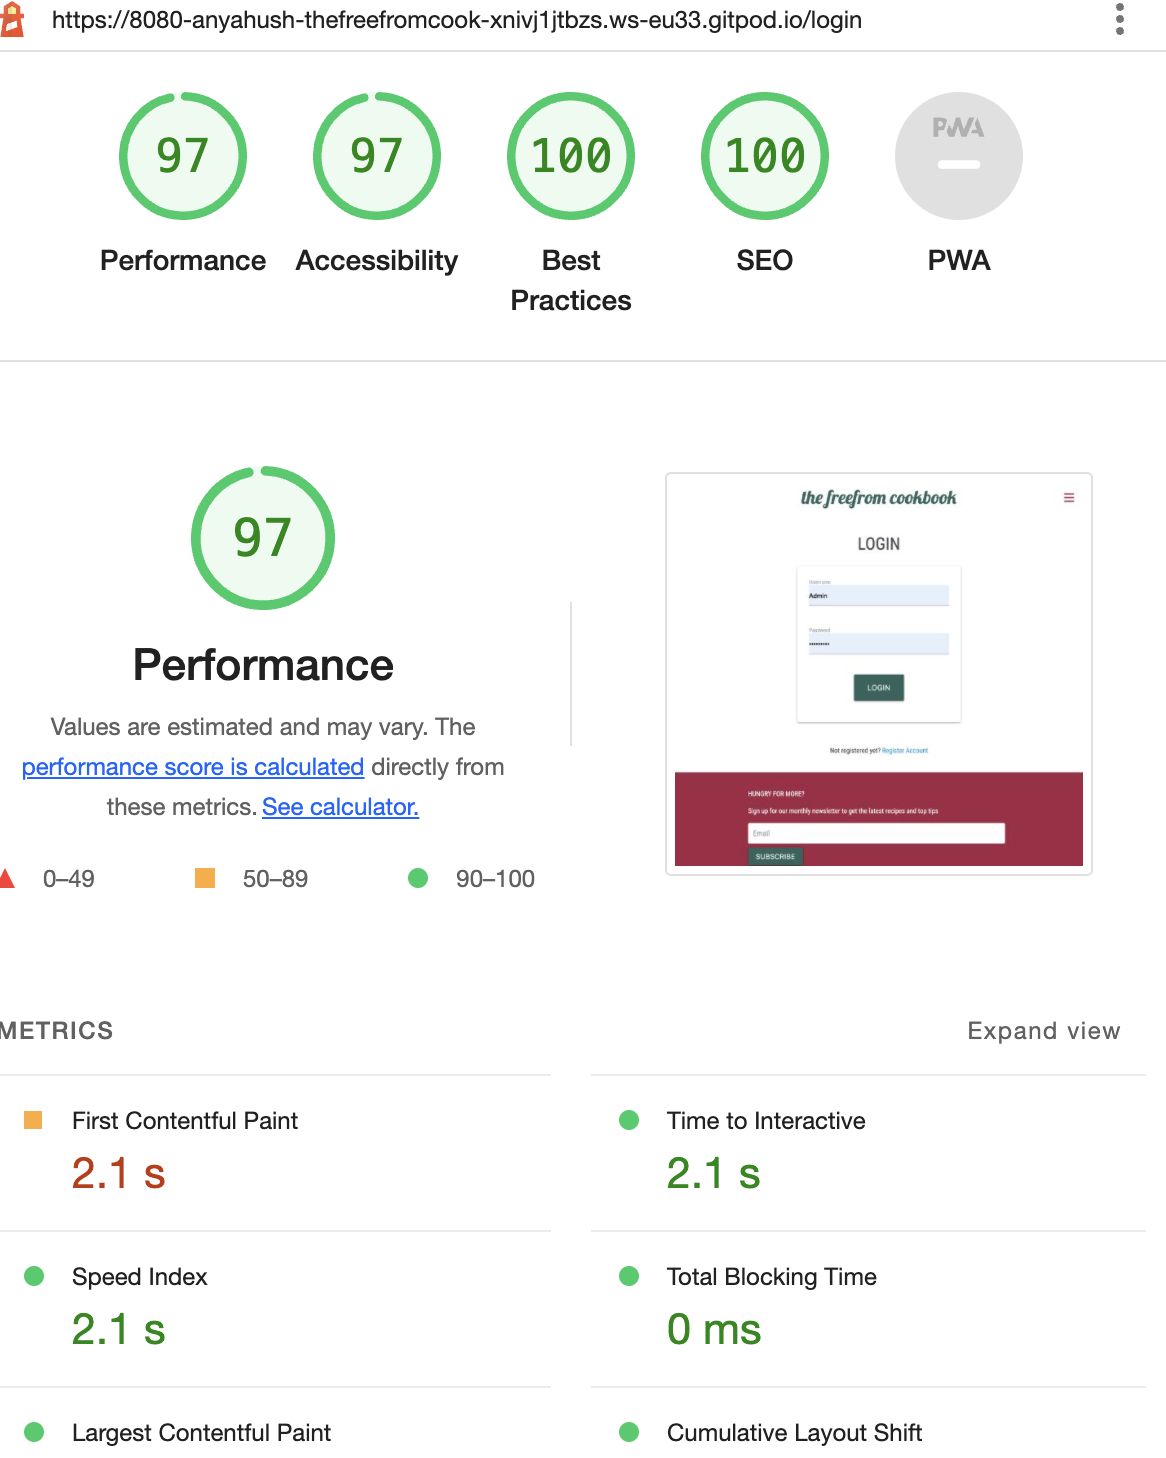 https://8080-anyahush-thefreefromcook-xnivj1jtbzs.ws-eu33.gitpod.io/login
97
97
100
100
PWA
Performance
Accessibility
Best
Practices
SEO
PWA
97
Performance
Values are estimated and may vary. The
performance score is calculated directly from
these metrics. See calculator.
0–49
50–89
90–100
the freefrom cookbook
LOGIN
Username
Admin
Password
LOGIN
Not registered yet? Register Account
HUNGRY FOR MORE?
Sign up for our monthly newsletter to get the latest recipes and top tips
Email
SUBSCRIBE
METRICS
Expand view
First Contentful Paint
2.1 s
Time to Interactive
2.1 s
Speed Index
2.1 s
Total Blocking Time
0 ms
Largest Contentful Paint
Cumulative Layout Shift